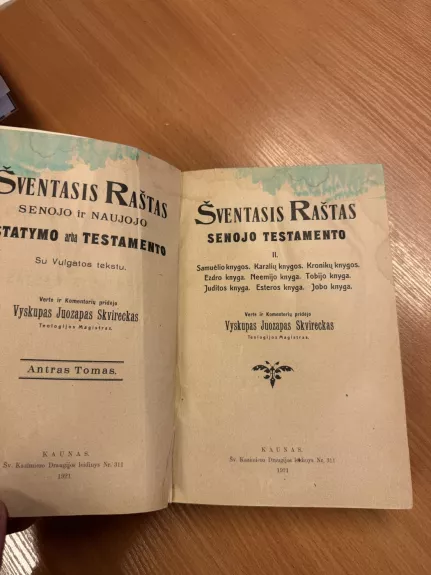 ŠVENTASIS RAŠTAS
SENOJO ir NAUJOJO
STATYMO arba TESTAMENTO
Su Vulgatos tekstu.
Vertė ir Komentorių pridėjo
Vyskupas Juozapas Skvireckas
Teologijos Magistras.
Antras Tomas.
KAUNAS.
Šv. Kazimiero Draugijos leidinys Nr. 311
1921
ŠVENTASIS RAŠTAS
SENOJO TESTAMENTO
II.
Samuėlio knygos. Karalių knygos. Kronikų knygos.
Ezdro knyga. Neemijo knyga. Tobijo knyga.
Juditos knyga. Esteros knyga. Jobo knyga.
Vertė ir Komentorių pridėjo
Vyskupas Juozapas Skvireckas
Teologijos Magistras.
KAUNAS.
Šv. Kazimiero Draugijos leidinys Nr. 311
1921